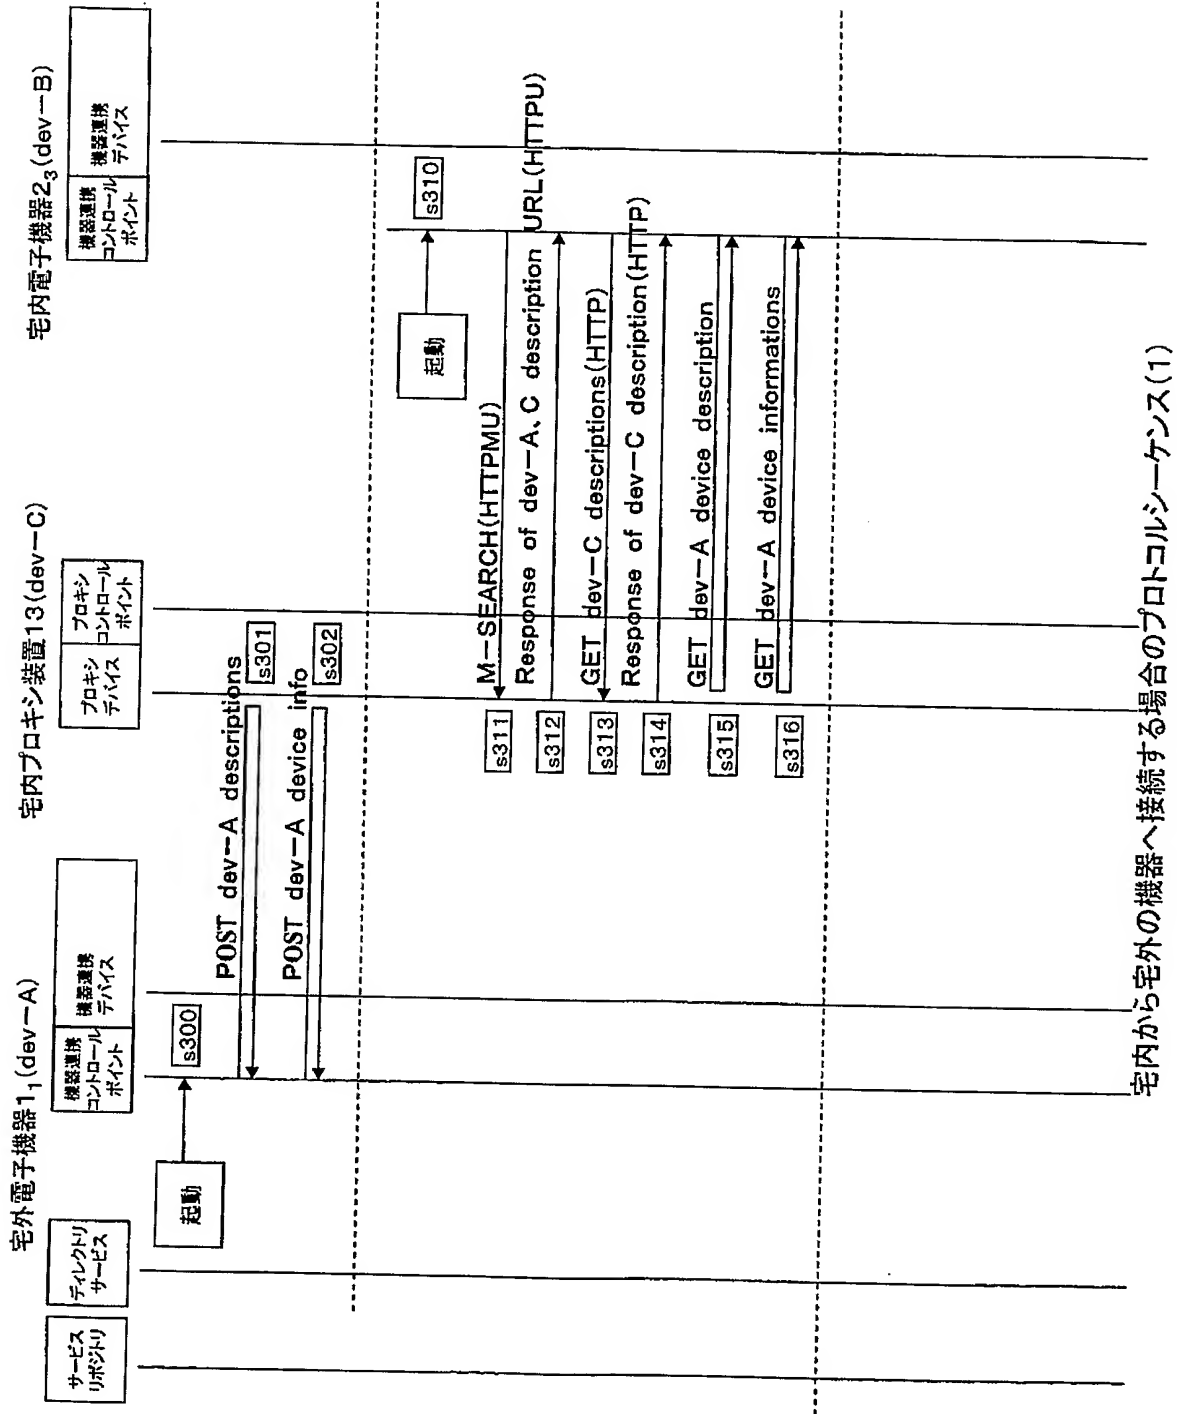 宅外電子機器1₁(dev−A)
宅内プロキシ装置13(dev−C)
宅内電子機器2₃(dev−B)
サービス
リポジトリ
ディレクトリ
サービス
機器連携
コントロール
ポイント
機器連携
デバイス
プロキシ
デバイス
プロキシ
コントロール
ポイント
機器連携
コントロール
ポイント
機器連携
デバイス
起動
s300
POST dev−A descriptions
s301
POST dev−A device info
s302
起動
s310
M−SEARCH(HTTPMU)
s311
Response of dev−A、C description URL(HTTPU)
s312
GET dev−C descriptions(HTTP)
s313
Response of dev−C description(HTTP)
s314
GET dev−A device description
s315
GET dev−A device informations
s316
宅内から宅外の機器へ接続する場合のプロトコルシーケンス(1)